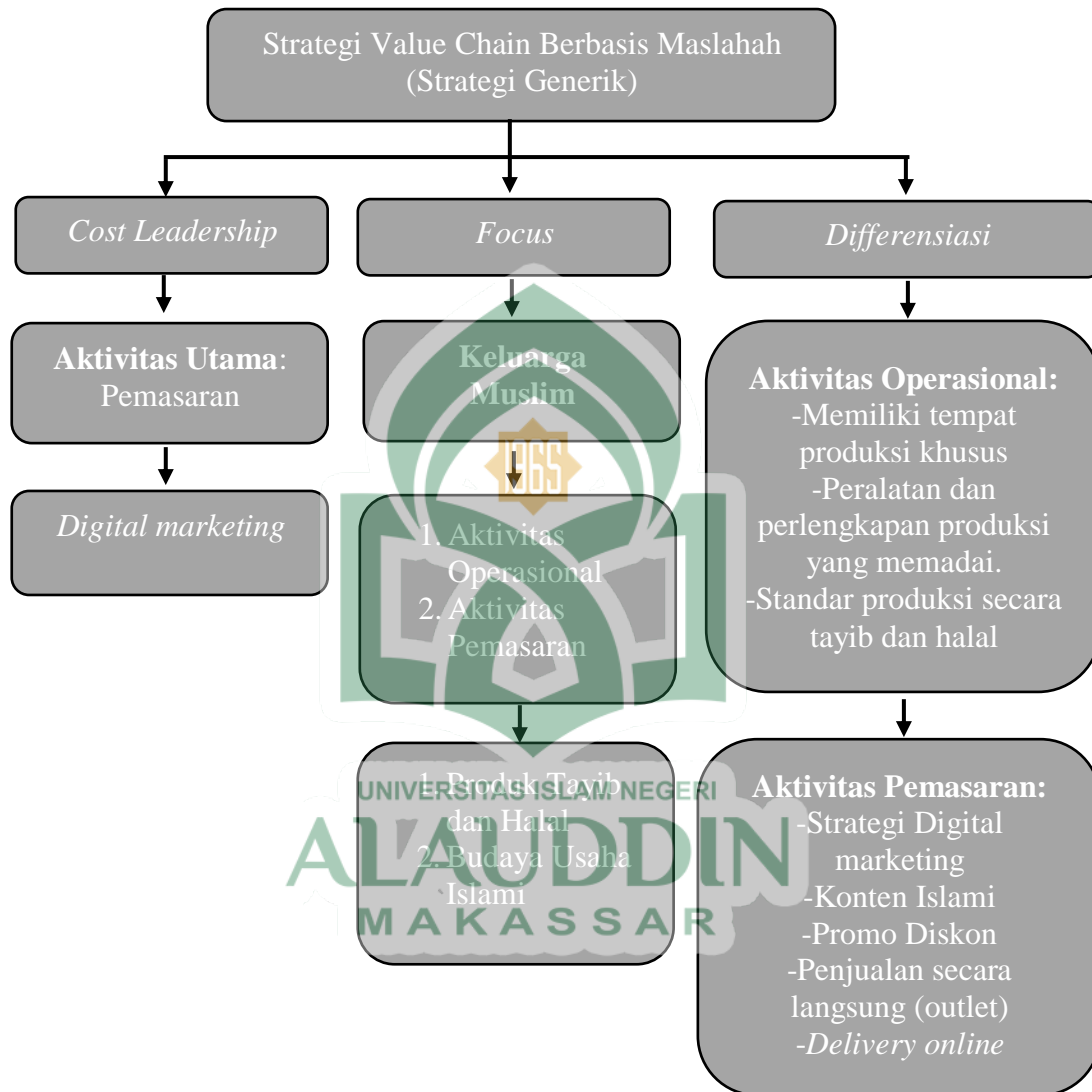 Strategi Value Chain Berbasis Maslahah
(Strategi Generik)
Cost Leadership
Aktivitas Utama:
Pemasaran
Digital marketing
Focus
Keluarga
Muslim
1. Aktivitas
Operasional
2. Aktivitas
Pemasaran
1. Produk Tayib
dan Halal
2. Budaya Usaha
Islami
Differensiasi
Aktivitas Operasional:
-Memiliki tempat
produksi khusus
-Peralatan dan
perlengkapan produksi
yang memadai.
-Standar produksi secara
tayib dan halal
Aktivitas Pemasaran:
-Strategi Digital
marketing
-Konten Islami
-Promo Diskon
-Penjualan secara
langsung (outlet)
-Delivery online
1965
UNIVERSITAS ISLAM NEGERI
ALAUDDIN
MAKASSAR